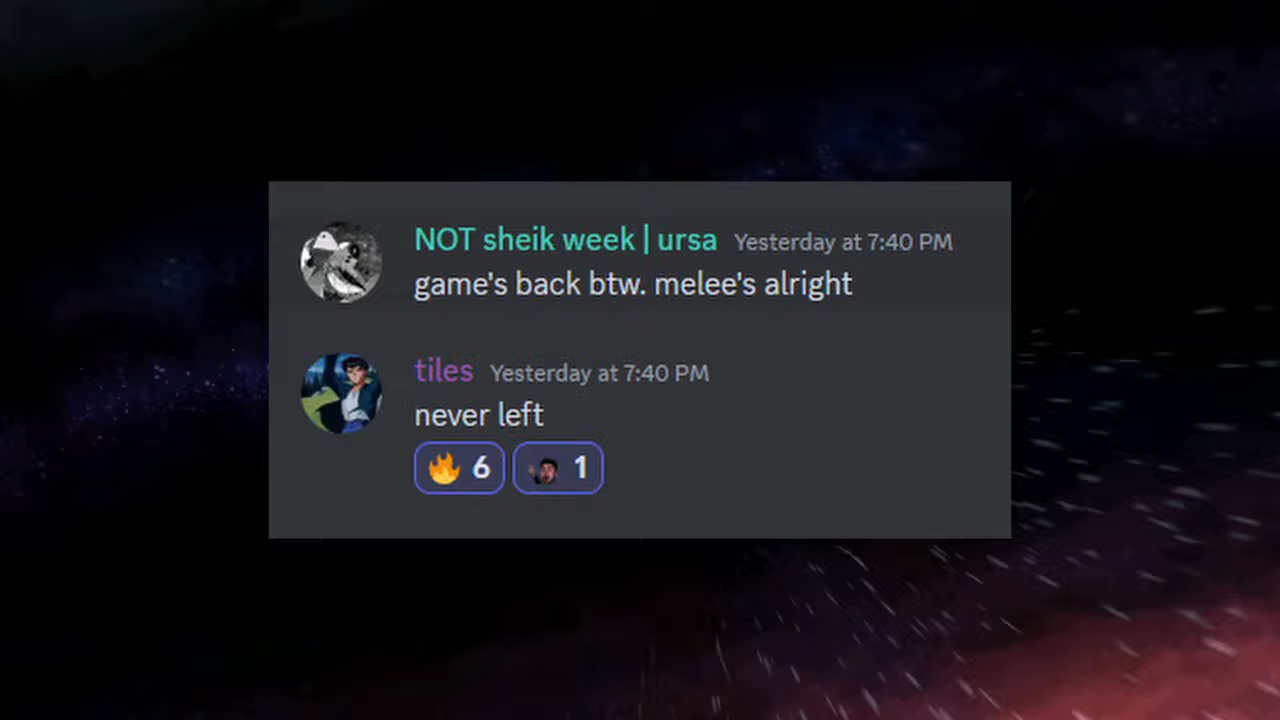 NOT sheik week | ursa Yesterday at 7:40 PM
game's back btw. melee's alright
tiles Yesterday at 7:40 PM
never left
6 1